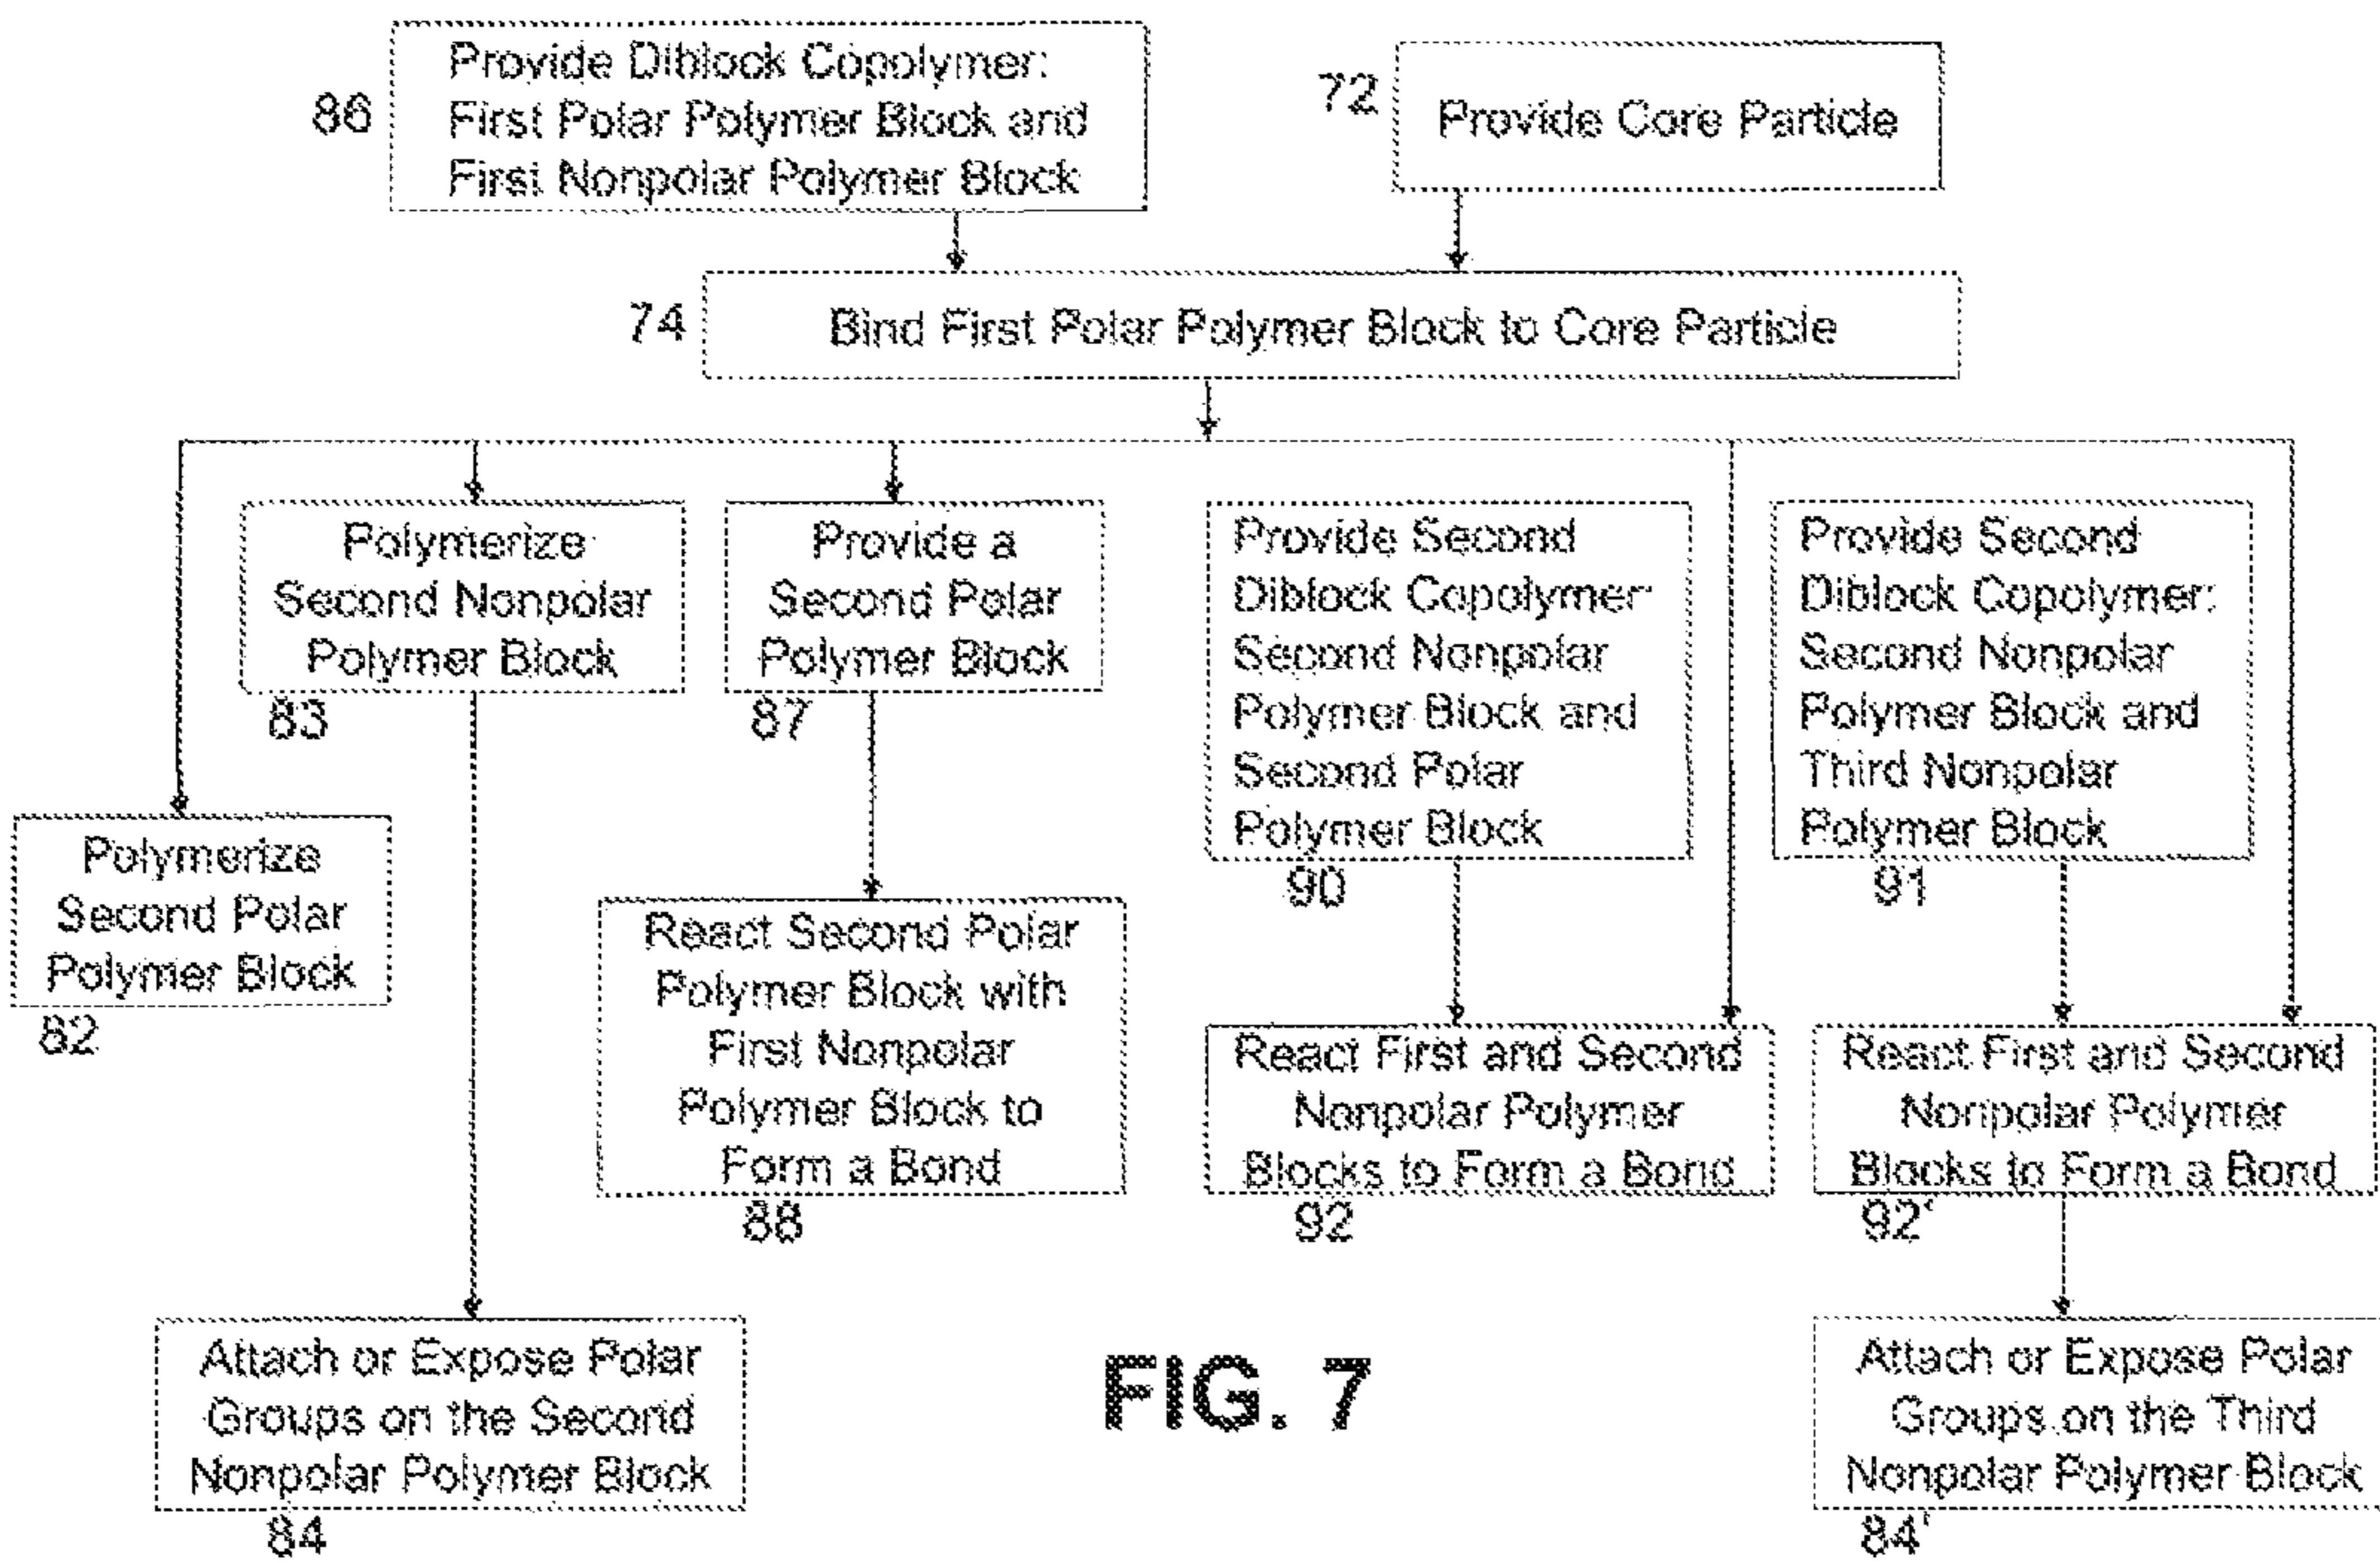 86
Provide Diblock Copolymer:
First Polar Polymer Block and
First Nonpolar Polymer Block
72
Provide Core Particle
74
Bind First Polar Polymer Block to Core Particle
Polymerize
Second Nonpolar
Polymer Block
83
Provide a
Second Polar
Polymer Block
87
Provide Second
Diblock Copolymer:
Second Nonpolar
Polymer Block and
Second Polar
Polymer Block
90
Provide Second
Diblock Copolymer:
Second Nonpolar
Polymer Block and
Third Nonpolar
Polymer Block
91
Polymerize
Second Polar
Polymer Block
82
React Second Polar
Polymer Block with
First Nonpolar
Polymer Block to
Form a Bond
88
React First and Second
Nonpolar Polymer
Blocks to Form a Bond
92
React First and Second
Nonpolar Polymer
Blocks to Form a Bond
92'
Attach or Expose Polar
Groups on the Second
Nonpolar Polymer Block
84
FIG. 7
Attach or Expose Polar
Groups on the Third
Nonpolar Polymer Block
84'